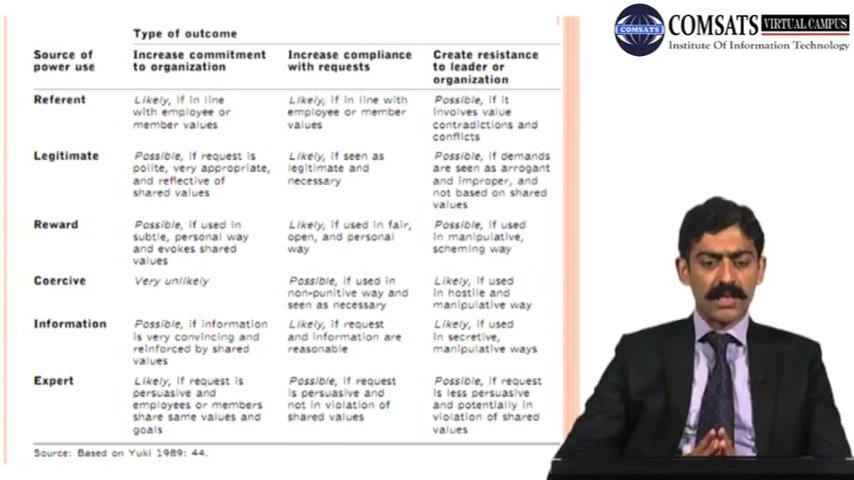 COMSATS
COMSATS VIRTUAL CAMPUS
Institute Of Information Technology
Type of outcome
Source of power use
Increase commitment to organization
Increase compliance with requests
Create resistance to leader or organization
Referent
Likely, if in line
with employee or
member values
Likely, if in line with
employee or member
values
Possible, if it
involves value
contradictions and
conflicts
Legitimate
Possible, if request is
polite, very appropriate,
and reflective of
shared values
Likely, if seen as
legitimate and
necessary
Possible, if demands
are seen as arrogant
and improper, and
not based on shared
values
Reward
Possible, if used in
subtle, personal way
and evokes shared
values
Likely, if used in fair,
open, and personal
way
Possible, if used
in manipulative,
scheming way
Coercive
Very unlikely
Possible, if used in
non-punitive way and
seen as necessary
Likely, if used
in hostile and
manipulative way
Information
Possible, if information
is very convincing and
reinforced by shared
values
Likely, if request
and information are
reasonable
Likely, if used
in secretive,
manipulative ways
Expert
Likely, if request is
persuasive and
employees or members
share same values and
goals
Possible, if request
is persuasive and
not in violation of
shared values
Possible, if request
is less persuasive
and potentially in
violation of shared
values
Source: Based on Yuki 1989: 44.